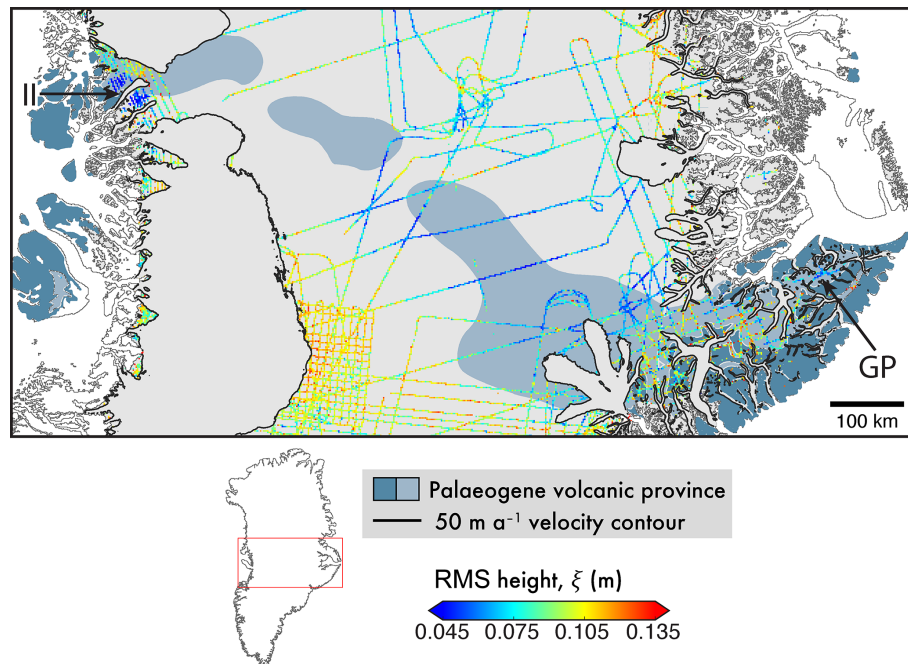 II
GP
100 km
Palaeogene volcanic province
50 m a⁻¹ velocity contour
RMS height, ξ (m)
0.045 0.075 0.105 0.135